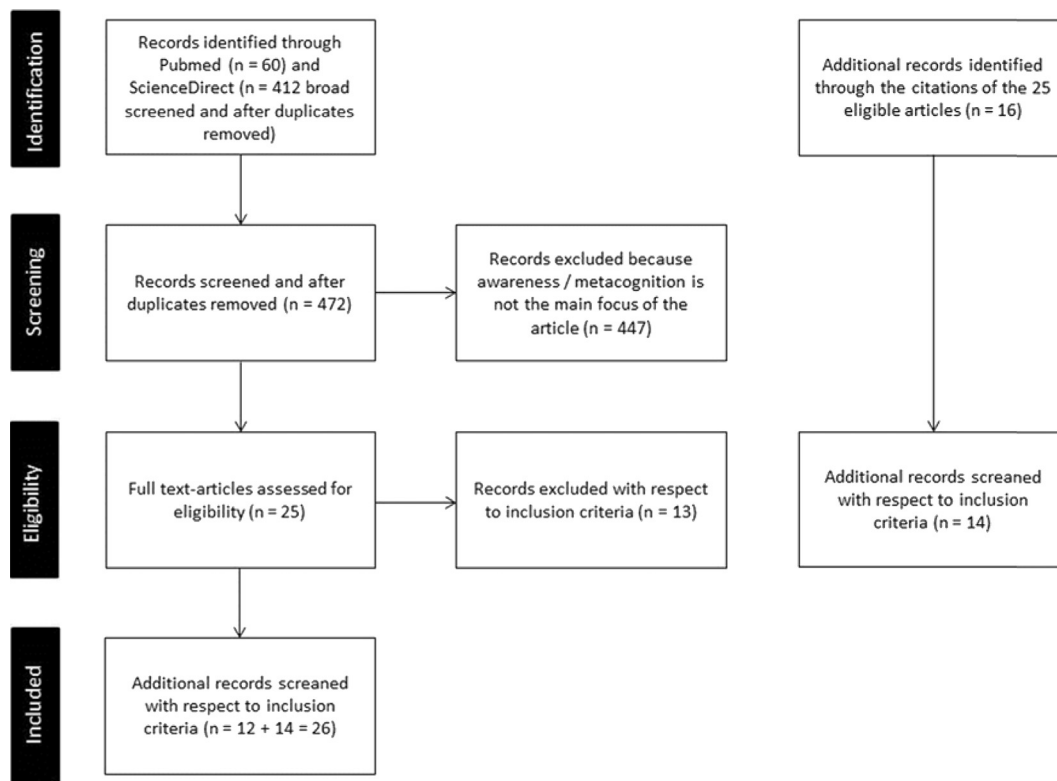 Identification
Records identified through
Pubmed (n = 60) and
ScienceDirect (n = 412 broad
screened and after duplicates
removed)
Additional records identified
through the citations of the 25
eligible articles (n = 16)
Screening
Records screened and after
duplicates removed (n = 472)
Records excluded because
awareness / metacognition is
not the main focus of the
article (n = 447)
Eligibility
Full text-articles assessed for
eligibility (n = 25)
Records excluded with respect
to inclusion criteria (n = 13)
Additional records screaned
with respect to inclusion
criteria (n = 14)
Included
Additional records screaned
with respect to inclusion
criteria (n = 12 + 14 = 26)